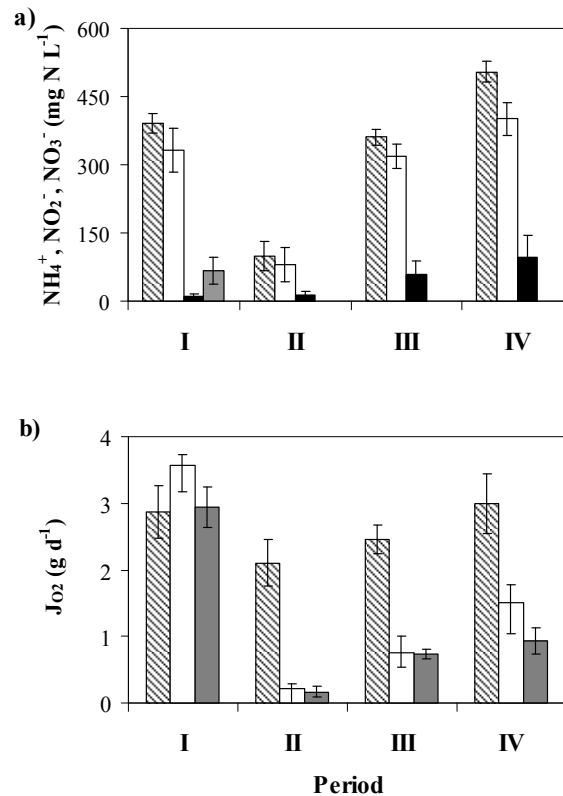 a)
NH₄⁺, NO₂⁻, NO₃⁻ (mg N L⁻¹)
600
450
300
150
0
I II III IV
b)
J₀₂ (g d⁻¹)
4
3
2
1
0
I II III IV
Period